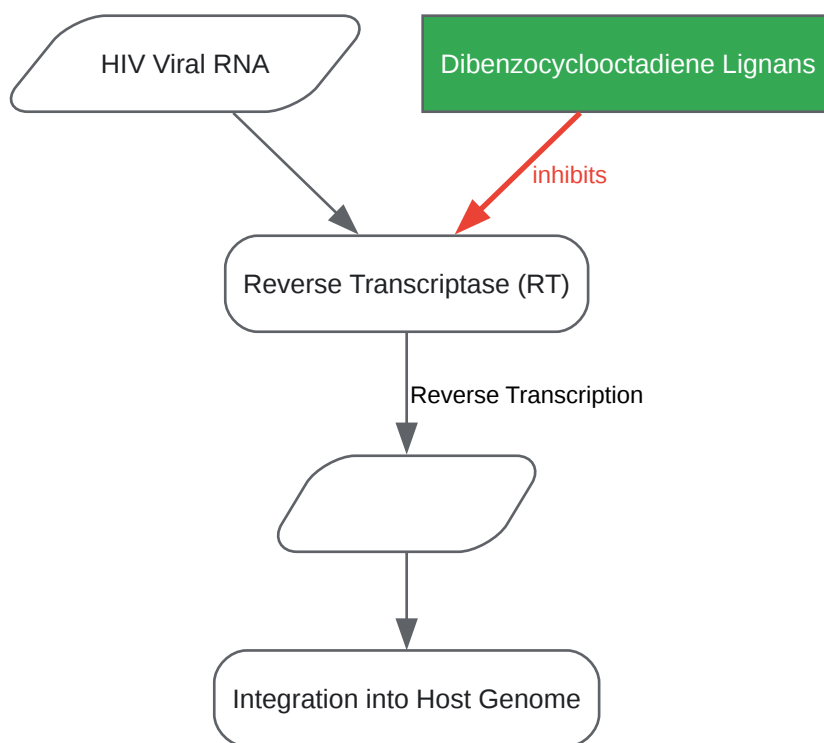 HIV Viral RNA
Dibenzocyclooctadiene Lignans
inhibits
Reverse Transcriptase (RT)
Reverse Transcription
Integration into Host Genome